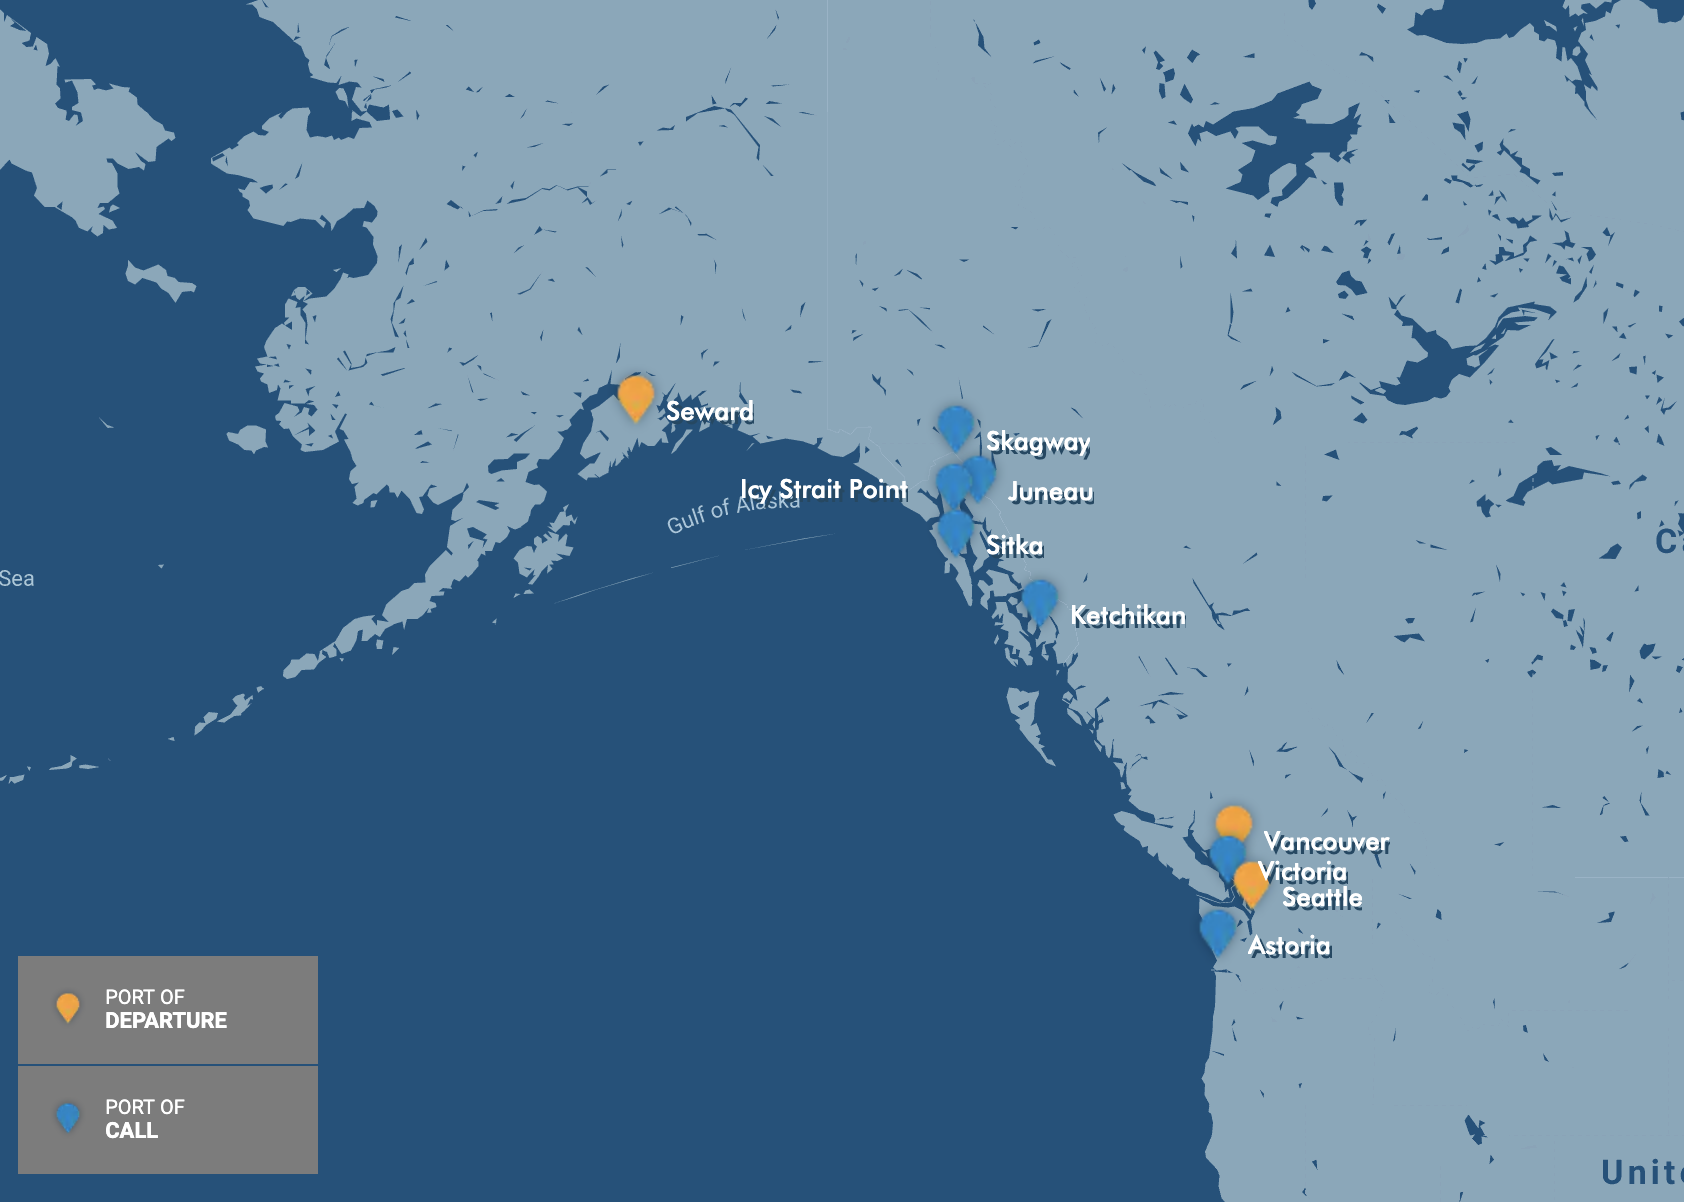 Seward
Skagway
Icy Strait Point
Juneau
Gulf of Alaska
Sitka
Sea
Ketchikan
Vancouver
Victoria
Seattle
Astoria
PORT OF
DEPARTURE
PORT OF
CALL